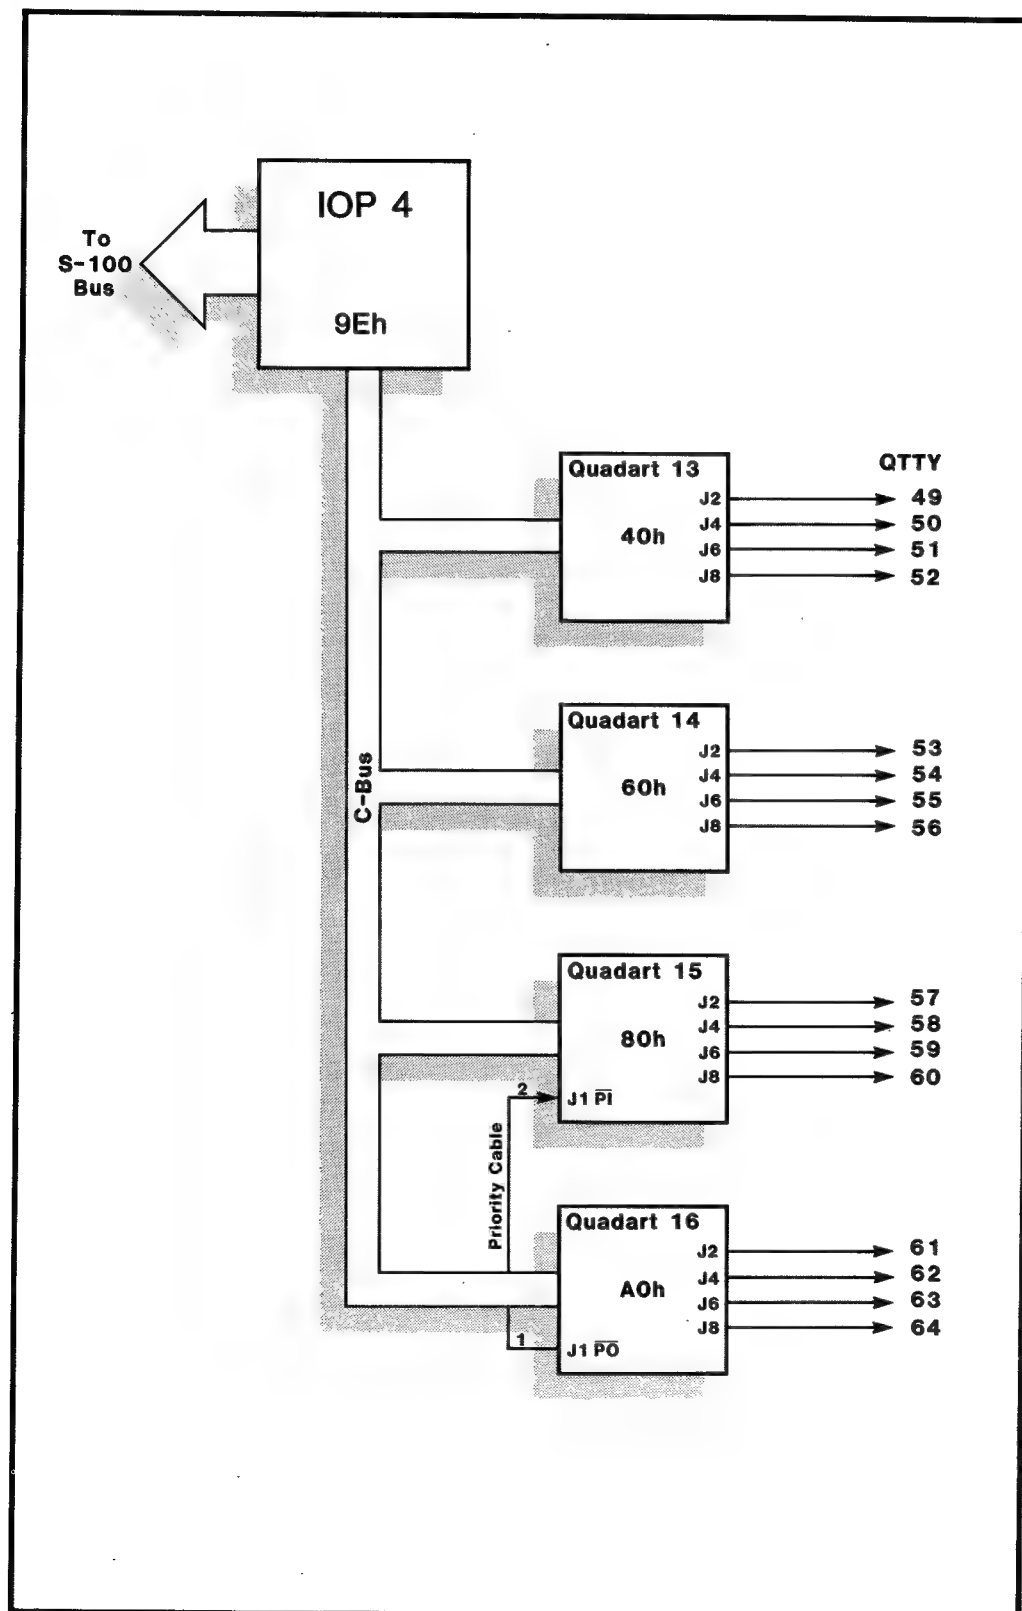 IOP 4
9Eh
To
S-100
Bus
C-Bus
QTTY
Quadart 13
40h
J2 49
J4 50
J6 51
J8 52
Quadart 14
60h
J2 53
J4 54
J6 55
J8 56
Quadart 15
80h
J2 57
J4 58
J6 59
J8 60
2
J1 P̅I̅
Priority Cable
Quadart 16
A0h
J2 61
J4 62
J6 63
J8 64
1
J1 P̅O̅